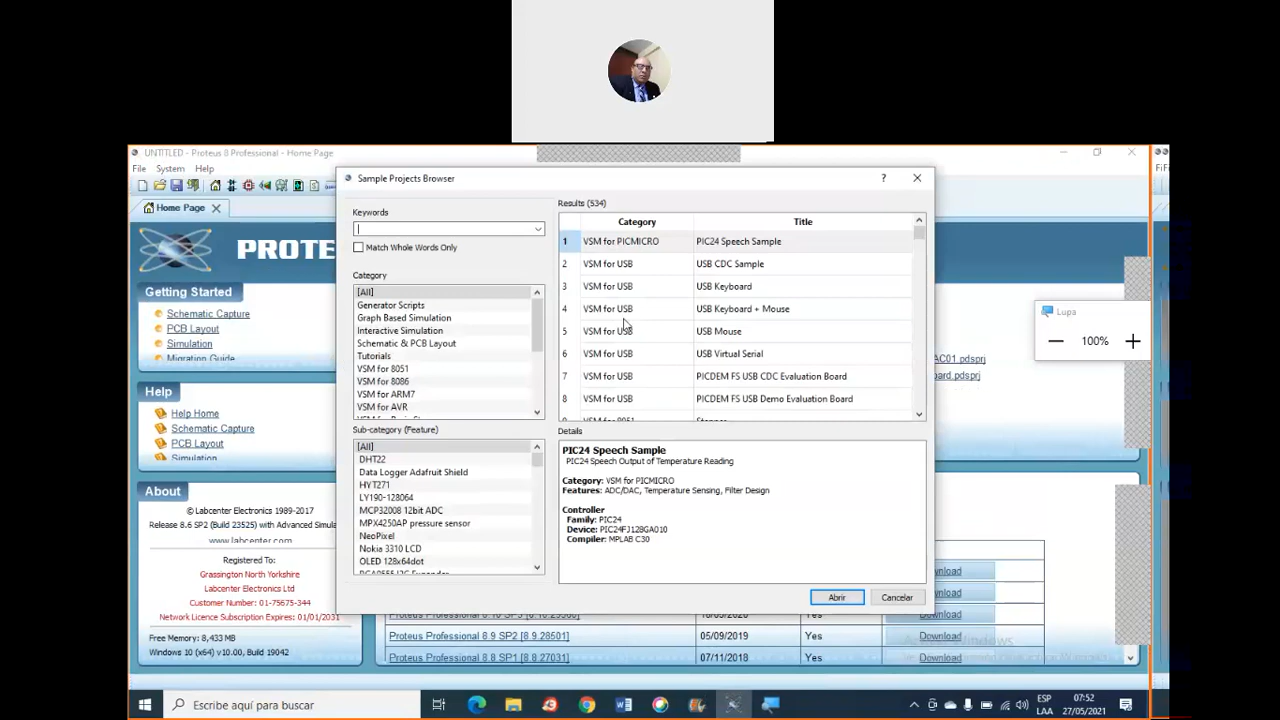 UNTITLED - Proteus 8 Professional - Home Page
File System Help
Home Page
PROTE
Getting Started
Schematic Capture
PCB Layout
Simulation
Migration Guide
Help
Help Home
Schematic Capture
PCB Layout
Simulation
About
© Labcenter Electronics 1989-2017
Release 8.6 SP2 (Build 23525) with Advanced Simula
www.labcenter.com
Registered To:
Grassington North Yorkshire
Labcenter Electronics Ltd
Customer Number: 01-75675-344
Network Licence Subscription Expires: 01/01/2031
Free Memory: 8,433 MB
Windows 10 (x64) v10.00, Build 19042
Sample Projects Browser
? ×
Keywords
Match Whole Words Only
Category
[All]
Generator Scripts
Graph Based Simulation
Interactive Simulation
Schematic & PCB Layout
Tutorials
VSM for 8051
VSM for 8086
VSM for ARM7
VSM for AVR
Sub-category (Feature)
[All]
DHT22
Data Logger Adafruit Shield
HYT271
LY190-128064
MCP32008 12bit ADC
MPX4250AP pressure sensor
NeoPixel
Nokia 3310 LCD
OLED 128x64dot
Results (534)
Category Title
1 VSM for PICMICRO PIC24 Speech Sample
2 VSM for USB USB CDC Sample
3 VSM for USB USB Keyboard
4 VSM for USB USB Keyboard + Mouse
5 VSM for USB USB Mouse
6 VSM for USB USB Virtual Serial
7 VSM for USB PICDEM FS USB CDC Evaluation Board
8 VSM for USB PICDEM FS USB Demo Evaluation Board
9 VSM for 8051 Stepper
Details
PIC24 Speech Sample
PIC24 Speech Output of Temperature Reading
Category: VSM for PICMICRO
Features: ADC/DAC, Temperature Sensing, Filter Design
Controller
Family: PIC24
Device: PIC24FJ128GA010
Compiler: MPLAB C30
Abrir Cancelar
Lupa
100%
AC01.pdsprj
oard.pdsprj
wnload
wnload
Download
Proteus Professional 8.9 SP2 [8.9.28501] 05/09/2019 Yes Download
Proteus Professional 8.8 SP1 [8.8.27031] 07/11/2018 Yes Download
FiF
Escribe aquí para buscar
ESP
LAA
07:52
27/05/2021